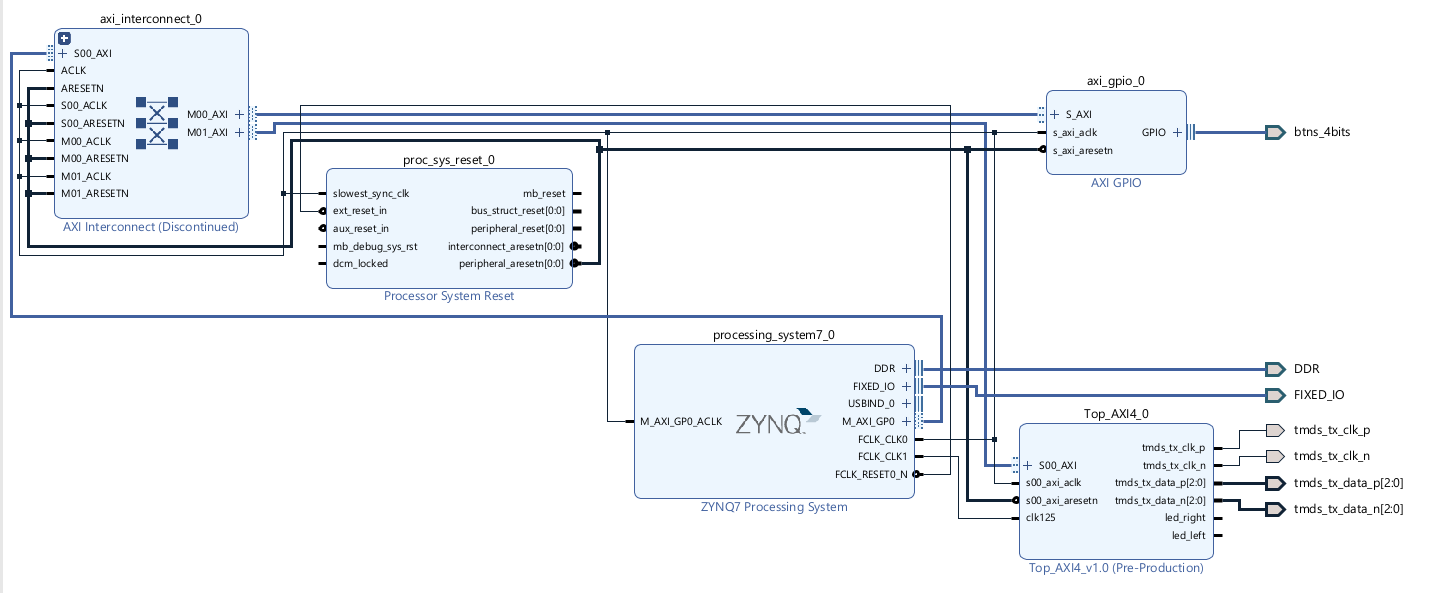 axi_interconnect_0
S00_AXI
ACLK
ARESETN
S00_ACLK
S00_ARESETN
M00_ACLK
M00_ARESETN
M01_ACLK
M01_ARESETN
M00_AXI
M01_AXI
AXI Interconnect (Discontinued)
proc_sys_reset_0
slowest_sync_clk
ext_reset_in
aux_reset_in
mb_debug_sys_rst
dcm_locked
mb_reset
bus_struct_reset[0:0]
peripheral_reset[0:0]
interconnect_aresetn[0:0]
peripheral_aresetn[0:0]
Processor System Reset
axi_gpio_0
S_AXI
s_axi_aclk
s_axi_aresetn
GPIO
AXI GPIO
btns_4bits
processing_system7_0
M_AXI_GP0_ACLK
ZYNQ
DDR
FIXED_IO
USBIND_0
M_AXI_GP0
FCLK_CLK0
FCLK_CLK1
FCLK_RESET0_N
ZYNQ7 Processing System
DDR
FIXED_IO
Top_AXI4_0
S00_AXI
s00_axi_aclk
s00_axi_aresetn
clk125
tmds_tx_clk_p
tmds_tx_clk_n
tmds_tx_data_p[2:0]
tmds_tx_data_n[2:0]
led_right
led_left
Top_AXI4_v1.0 (Pre-Production)
tmds_tx_clk_p
tmds_tx_clk_n
tmds_tx_data_p[2:0]
tmds_tx_data_n[2:0]